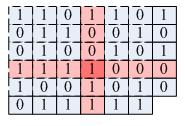 1 1 0 1 1 0 1
0 1 1 0 0 1 0
0 1 0 0 0 1 0
1 1 1 1 0 0 0
1 0 0 1 0 1 0
0 1 1 1 1 1